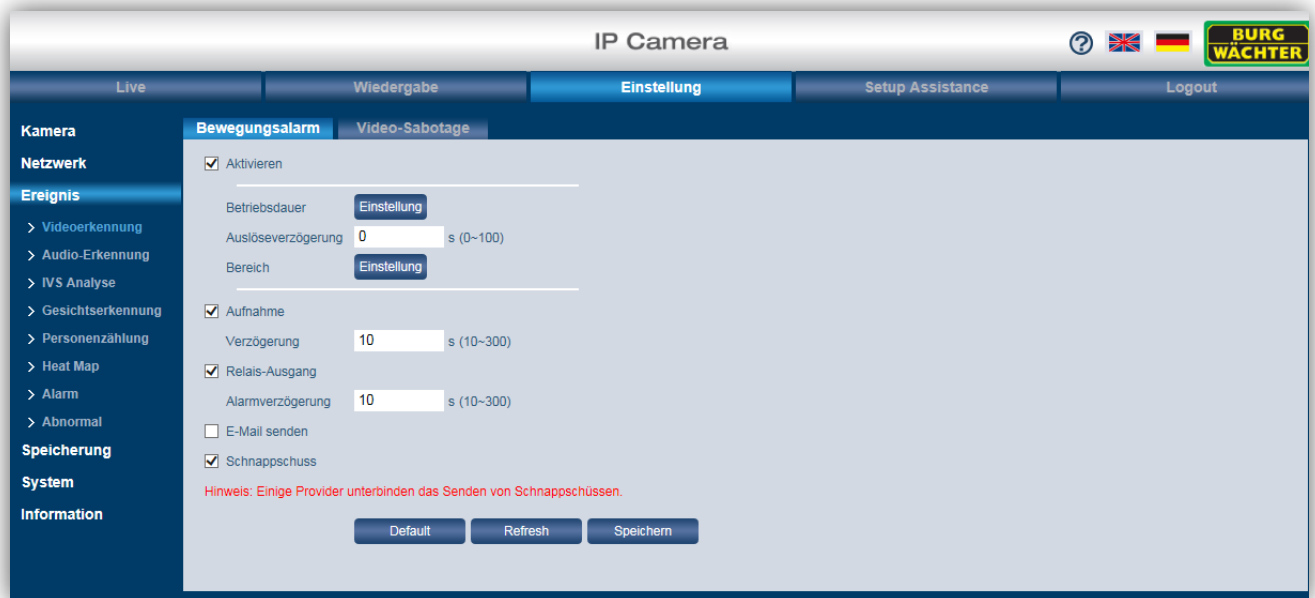 IP Camera
?
BURG
WÄCHTER
Live Wiedergabe Einstellung Setup Assistance Logout
Kamera
Netzwerk
Ereignis
> Videoerkennung
> Audio-Erkennung
> IVS Analyse
> Gesichtserkennung
> Personenzählung
> Heat Map
> Alarm
> Abnormal
Speicherung
System
Information
Bewegungsalarm Video-Sabotage
Aktivieren
Betriebsdauer Einstellung
Auslöseverzögerung 0 s (0~100)
Bereich Einstellung
Aufnahme
Verzögerung 10 s (10~300)
Relais-Ausgang
Alarmverzögerung 10 s (10~300)
E-Mail senden
Schnappschuss
Hinweis: Einige Provider unterbinden das Senden von Schnappschüssen.
Default Refresh Speichern